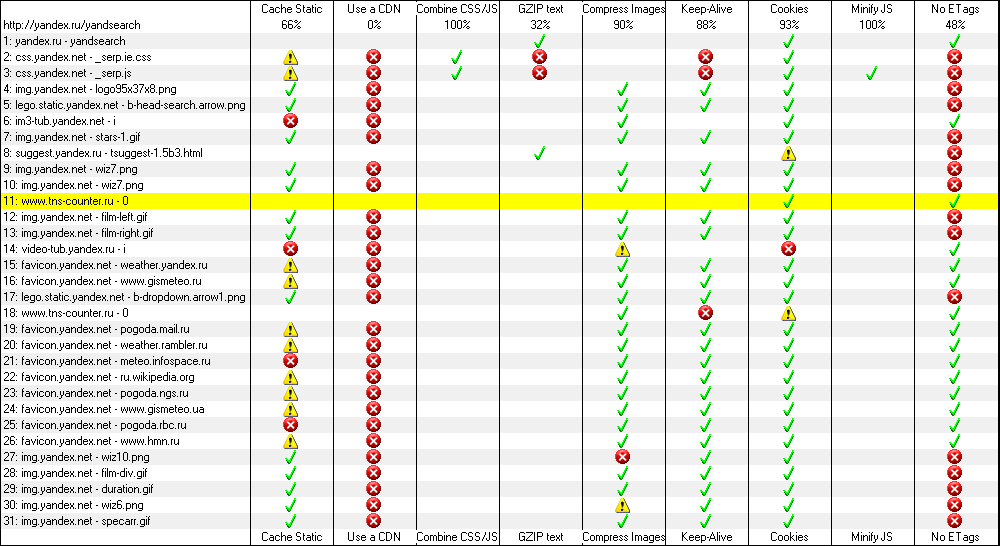 Cache Static Use a CDN Combine CSS/JS GZIP text Compress Images Keep-Alive Cookies Minify JS No ETags
http://yandex.ru/yandsearch 66% 0% 100% 32% 90% 88% 93% 100% 48%
1: yandex.ru - yandsearch
2: css.yandex.net - _serp.ie.css
3: css.yandex.net - _serp.js
4: img.yandex.net - logo95x37x8.png
5: lego.static.yandex.net - b-head-search.arrow.png
6: im3-tub.yandex.net - i
7: img.yandex.net - stars-1.gif
8: suggest.yandex.ru - tsuggest-1.5b3.html
9: img.yandex.net - wiz7.png
10: img.yandex.net - wiz7.png
11: www.tns-counter.ru - 0
12: img.yandex.net - film-left.gif
13: img.yandex.net - film-right.gif
14: video-tub.yandex.ru - i
15: favicon.yandex.net - weather.yandex.ru
16: favicon.yandex.net - www.gismeteo.ru
17: lego.static.yandex.net - b-dropdown.arrow1.png
18: www.tns-counter.ru - 0
19: favicon.yandex.net - pogoda.mail.ru
20: favicon.yandex.net - weather.rambler.ru
21: favicon.yandex.net - meteo.infospace.ru
22: favicon.yandex.net - ru.wikipedia.org
23: favicon.yandex.net - pogoda.ngs.ru
24: favicon.yandex.net - www.gismeteo.ua
25: favicon.yandex.net - pogoda.rbc.ru
26: favicon.yandex.net - www.hmn.ru
27: img.yandex.net - wiz10.png
28: img.yandex.net - film-div.gif
29: img.yandex.net - duration.gif
30: img.yandex.net - wiz6.png
31: img.yandex.net - specarr.gif
Cache Static Use a CDN Combine CSS/JS GZIP text Compress Images Keep-Alive Cookies Minify JS No ETags